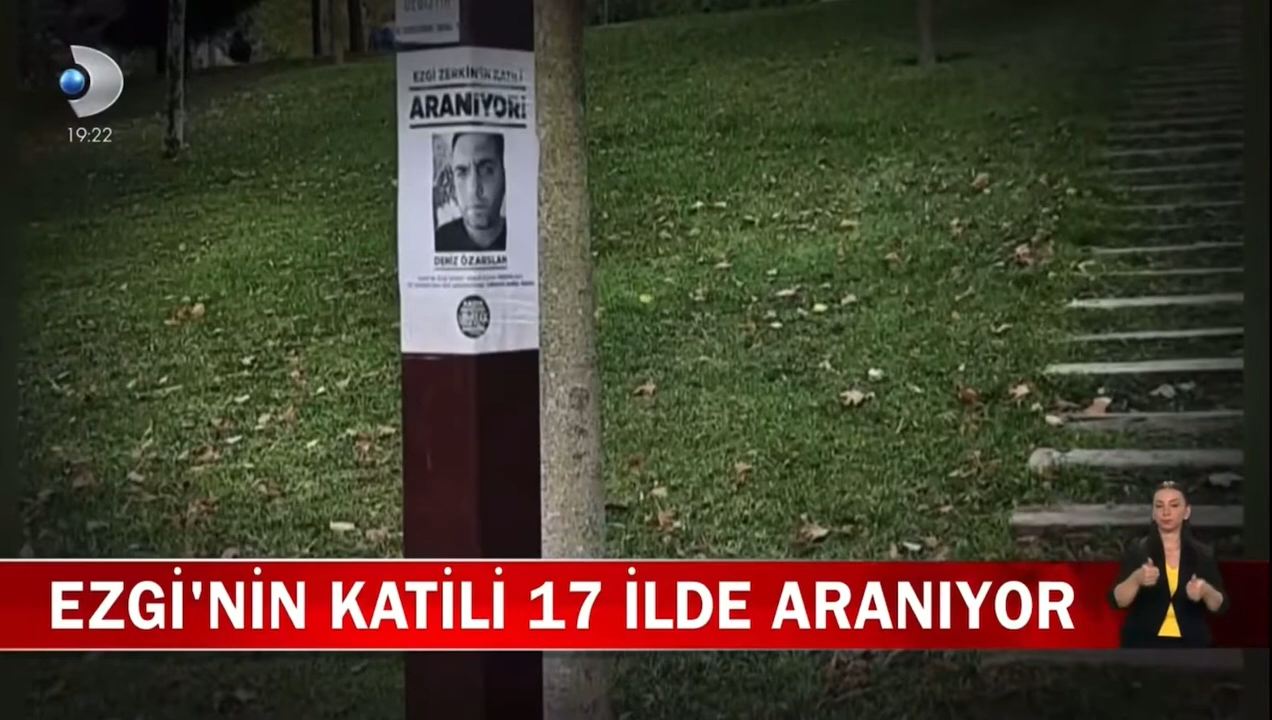 19:22
EZGİ ZERKİN'İN KATİLİ
ARANIYOR!
DENİZ ÖZARSLAN
EZGİ'NİN KATİLİ 17 İLDE ARANIYOR